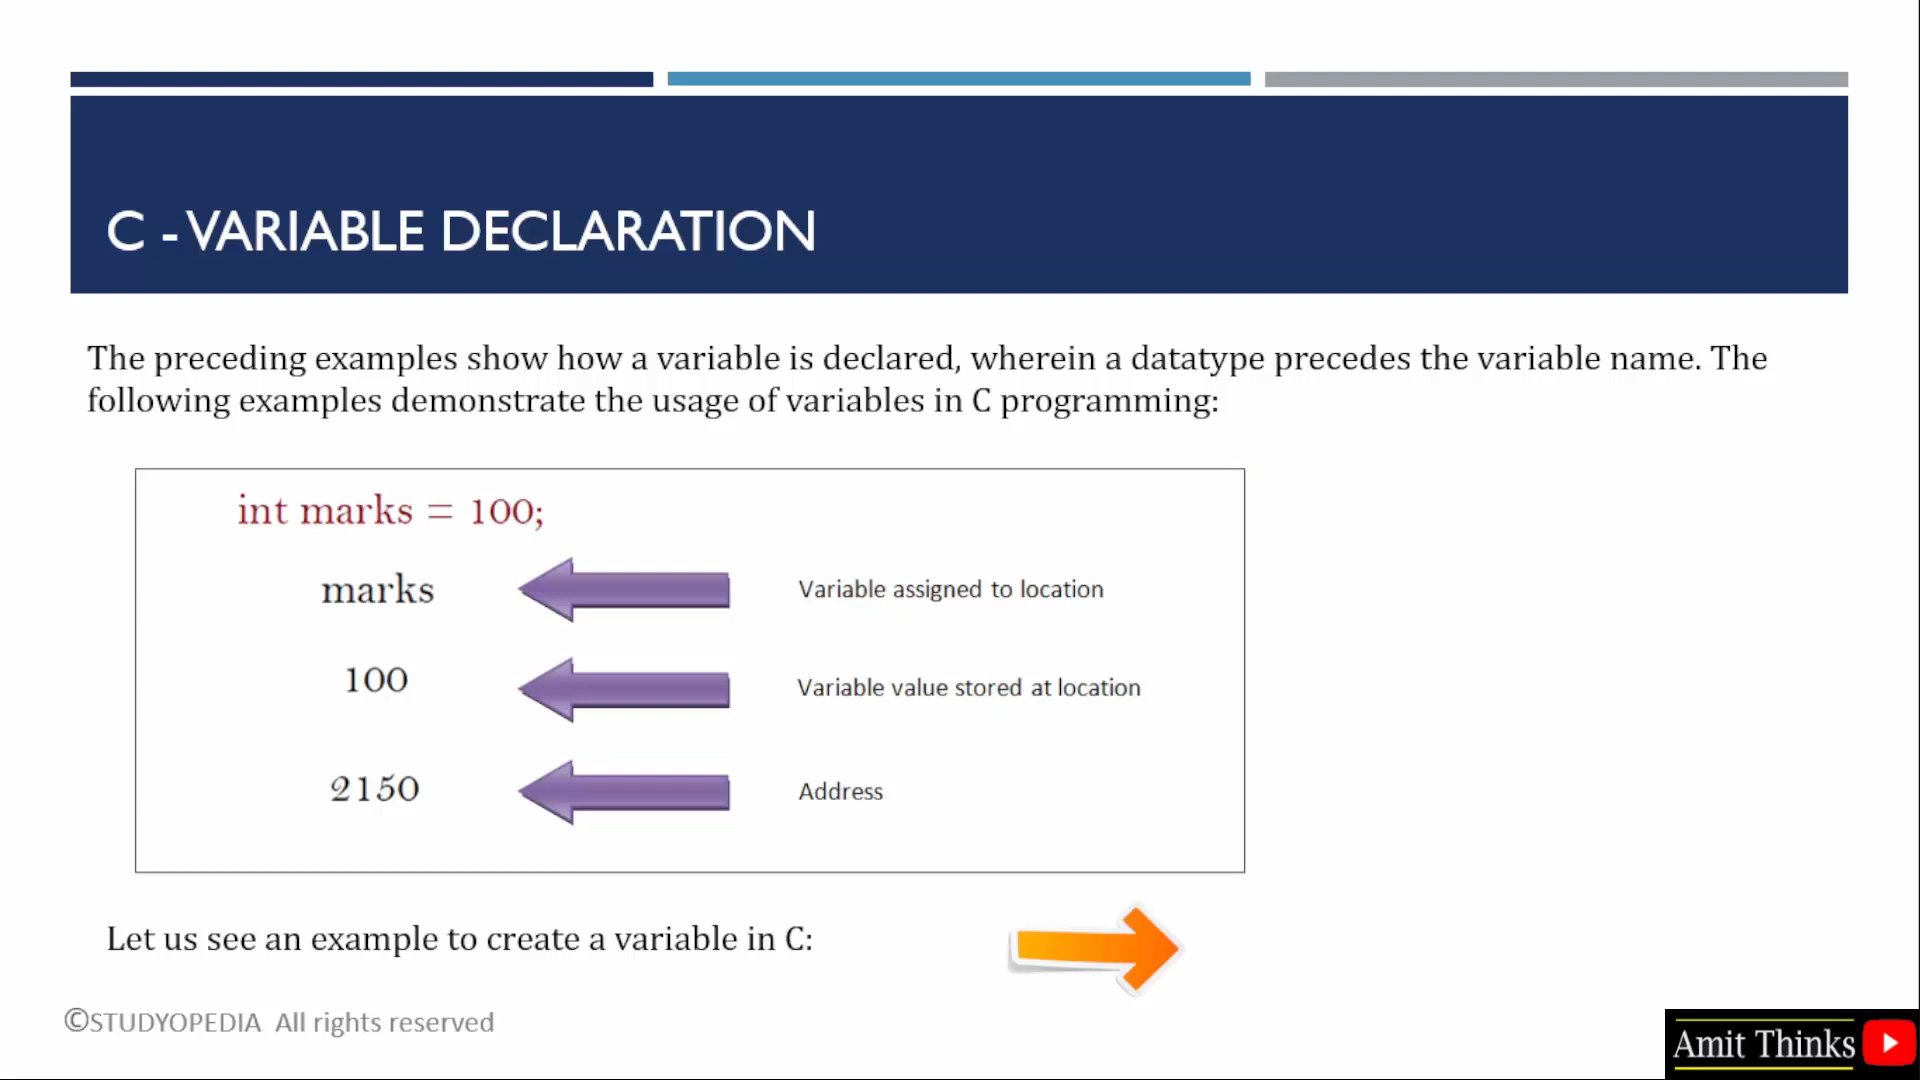 C - VARIABLE DECLARATION
The preceding examples show how a variable is declared, wherein a datatype precedes the variable name. The
following examples demonstrate the usage of variables in C programming:
int marks = 100;
marks
Variable assigned to location
100
Variable value stored at location
2150
Address
Let us see an example to create a variable in C:
©STUDYOPEDIA All rights reserved
Amit Thinks